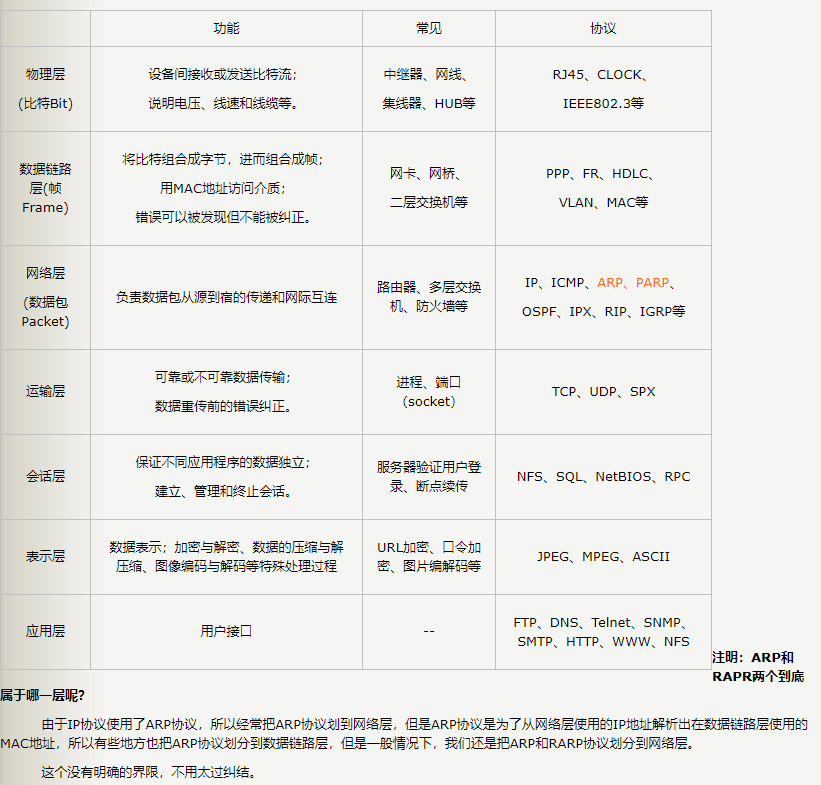 功能
常见
协议
物理层
(比特Bit)
设备间接收或发送比特流；
说明电压、线速和线缆等。
中继器、网线、
集线器、HUB等
RJ45、CLOCK、
IEEE802.3等
数据链路
层(帧
Frame)
将比特组合成字节，进而组合成帧；
用MAC地址访问介质；
错误可以被发现但不能被纠正。
网卡、网桥、
二层交换机等
PPP、FR、HDLC、
VLAN、MAC等
网络层
(数据包
Packet)
负责数据包从源到宿的传递和网际互连
路由器、多层交换
机、防火墙等
IP、ICMP、ARP、PARP、
OSPF、IPX、RIP、IGRP等
运输层
可靠或不可靠数据传输；
数据重传前的错误纠正。
进程、端口
(socket)
TCP、UDP、SPX
会话层
保证不同应用程序的数据独立；
建立、管理和终止会话。
服务器验证用户登
录、断点续传
NFS、SQL、NetBIOS、RPC
表示层
数据表示；加密与解密、数据的压缩与解
压缩、图像编码与解码等特殊处理过程
URL加密、口令加
密、图片编解码等
JPEG、MPEG、ASCII
应用层
用户接口
--
FTP、DNS、Telnet、SNMP、
SMTP、HTTP、WWW、NFS
注明：ARP和
RAPR两个到底
属于哪一层呢？
由于IP协议使用了ARP协议，所以经常把ARP协议划到网络层，但是ARP协议是为了从网络层使用的IP地址解析出在数据链路层使用的
MAC地址，所以有些地方也把ARP协议划分到数据链路层，但是一般情况下，我们还是把ARP和RARP协议划分到网络层。
这个没有明确的界限，不用太过纠结。